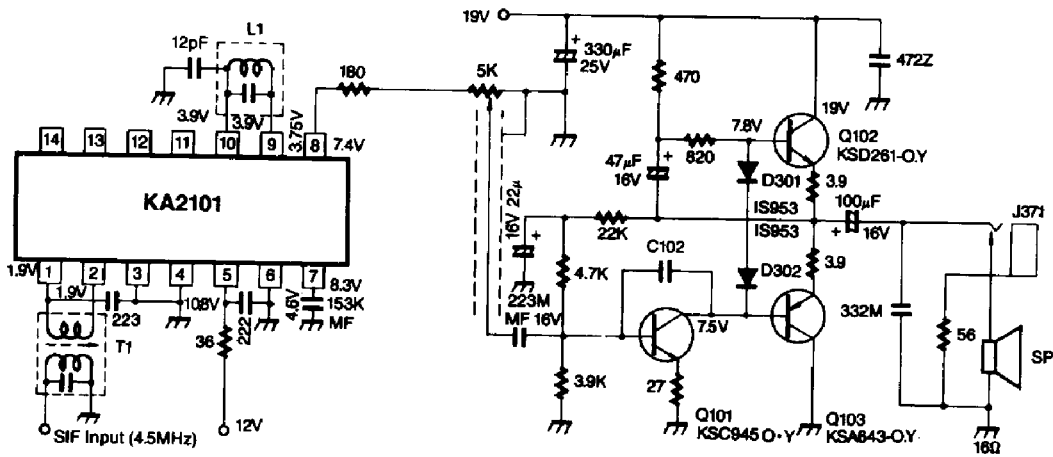 19V
L1
12pF
+
330μF
25V
472Z
180
5K
470
3.9V
3.9V
3.75V
7.4V
19V
14
13
12
11
10
9
8
7.8V
820
Q102
KSD261-O.Y
47μF
16V
+
D301
3.9
KA2101
16V 22μ
+
IS953
IS953
100μF
+
16V
J371
22K
C102
1.9V
1
2
3
4
5
6
7
8.3V
4.7K
D302
3.9
1.9V
10.8V
4.6V
153K
MF
223
222
223M
MF 16V
7.5V
332M
56
SP
T1
36
3.9K
27
12V
SIF Input (4.5MHz)
Q101
KSC945 O·Y
Q103
KSA643-O.Y
16Ω